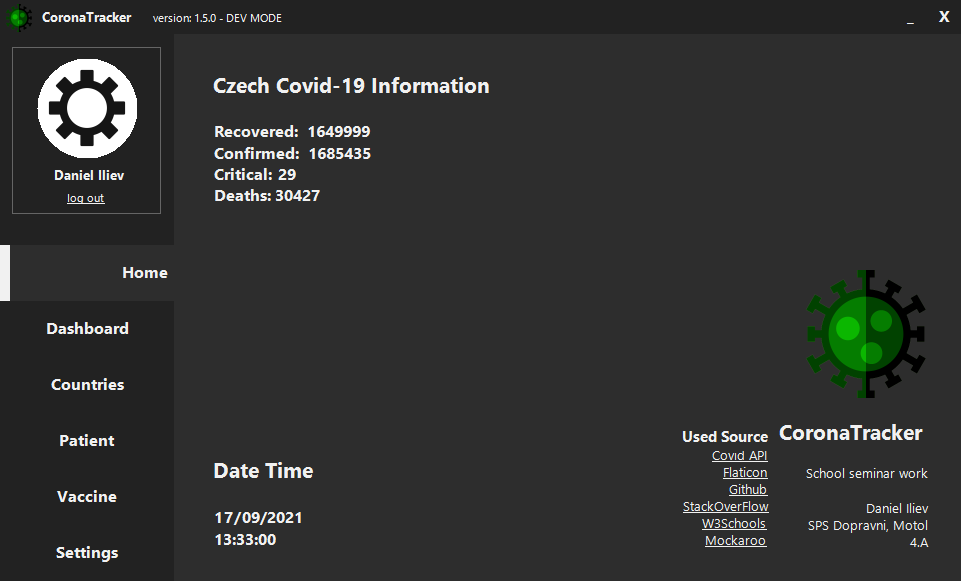 CoronaTracker version: 1.5.0 - DEV MODE _ X
Daniel Iliev
log out
Home
Dashboard
Countries
Patient
Vaccine
Settings
Czech Covid-19 Information
Recovered: 1649999
Confirmed: 1685435
Critical: 29
Deaths: 30427
Date Time
17/09/2021
13:33:00
Used Source
Covid API
Flaticon
Github
StackOverFlow
W3Schools
Mockaroo
CoronaTracker
School seminar work
Daniel Iliev
SPS Dopravni, Motol
4.A